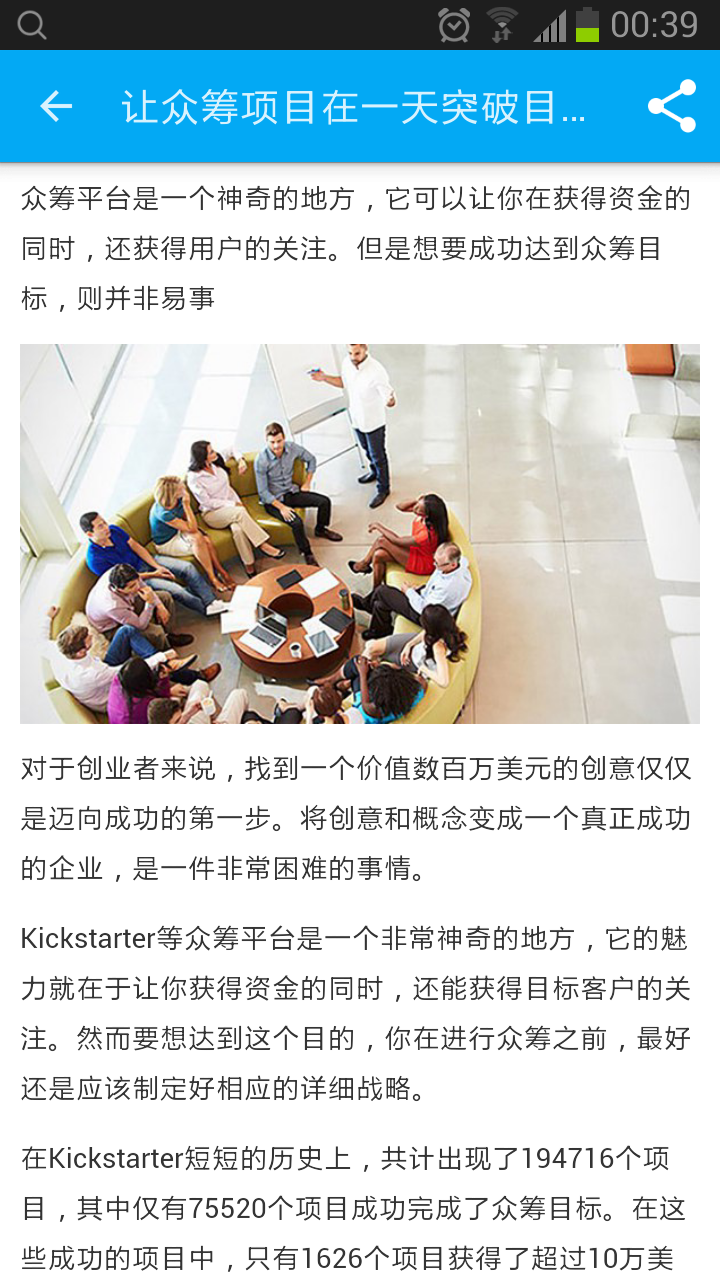 00:39
让众筹项目在一天突破目...
众筹平台是一个神奇的地方，它可以让你在获得资金的
同时，还获得用户的关注。但是想要成功达到众筹目
标，则并非易事
对于创业者来说，找到一个价值数百万美元的创意仅仅
是迈向成功的第一步。将创意和概念变成一个真正成功
的企业，是一件非常困难的事情。
Kickstarter等众筹平台是一个非常神奇的地方，它的魅
力就在于让你获得资金的同时，还能获得目标客户的关
注。然而要想达到这个目的，你在进行众筹之前，最好
还是应该制定好相应的详细战略。
在Kickstarter短短的历史上，共计出现了194716个项
目，其中仅有75520个项目成功完成了众筹目标。在这
些成功的项目中，只有1626个项目获得了超过10万美